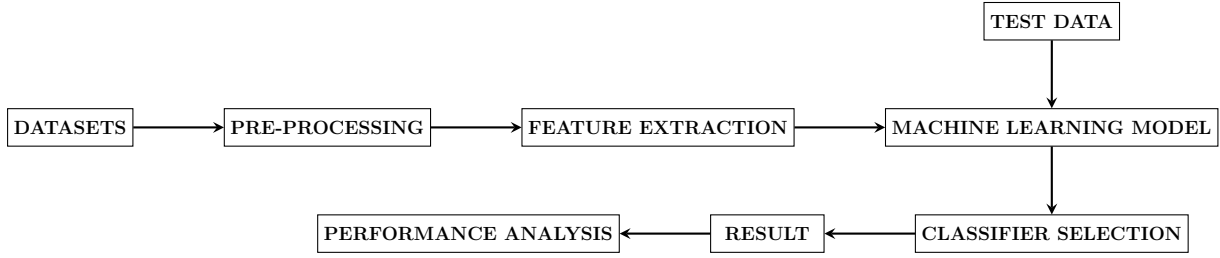 TEST DATA
DATASETS
PRE-PROCESSING
FEATURE EXTRACTION
MACHINE LEARNING MODEL
PERFORMANCE ANALYSIS
RESULT
CLASSIFIER SELECTION